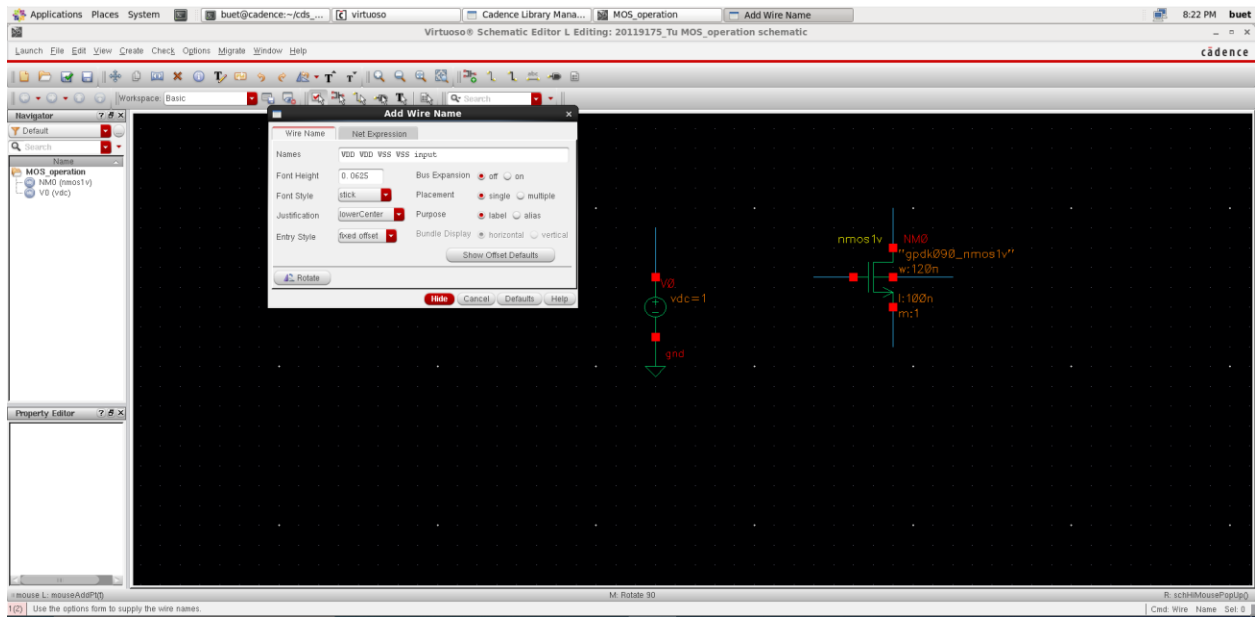 Applications Places System buet@cadence:~/cds_... virtuoso Cadence Library Mana... MOS_operation Add Wire Name 8:22 PM buet
Virtuoso® Schematic Editor L Editing: 20119175_Tu MOS_operation schematic
Launch File Edit View Create Check Options Migrate Window Help cādence
Workspace: Basic Search
Navigator
Default
Search
Name
MOS_operation
NM0 (nmos1v)
V0 (vdc)
Add Wire Name
Wire Name Net Expression
Names VDD VDD VSS VSS input
Font Height 0.0625 Bus Expansion off on
Font Style stick Placement single multiple
Justification lowerCenter Purpose label alias
Entry Style fixed offset Bundle Display horizontal vertical
Show Offset Defaults
Rotate
Hide Cancel Defaults Help
V0
vdc=1
gnd
nmos1v NM0
"gpdk090_nmos1v"
w:120n
l:100n
m:1
Property Editor
mouse L: mouseAddPt(t) M: Rotate 90 R: schHiMousePopUp()
1(2) Use the options form to supply the wire names. Cmd: Wire Name Sel: 0